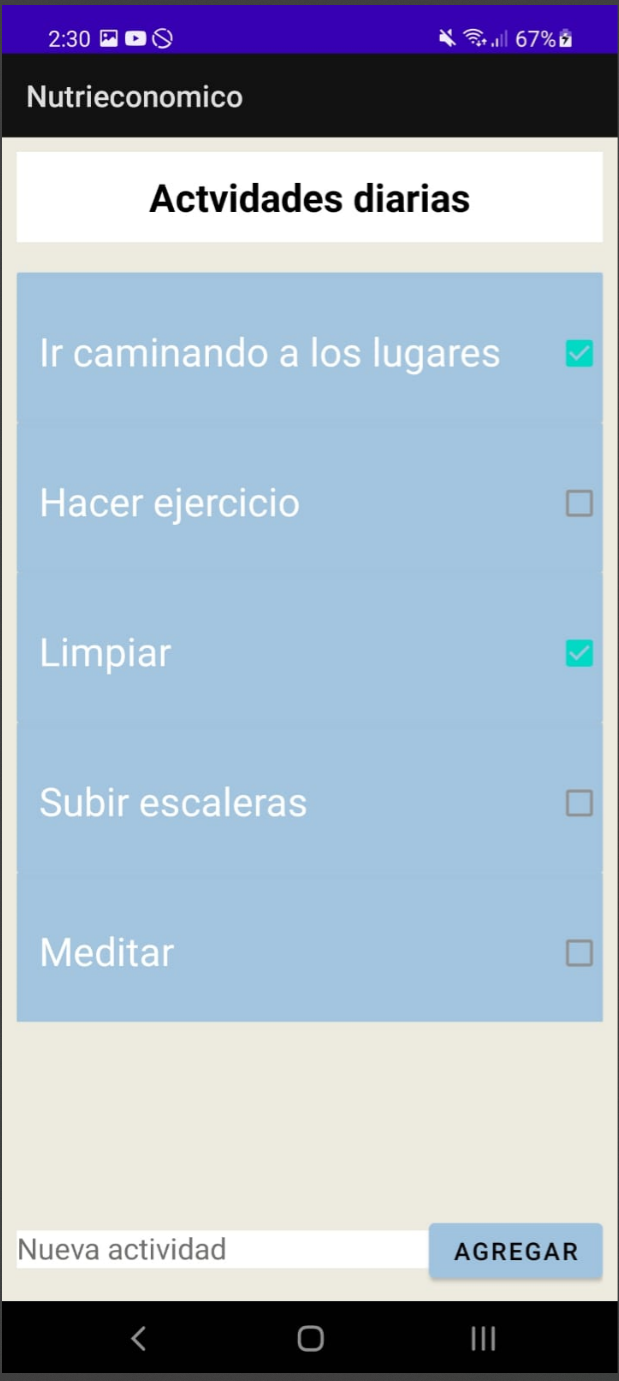 2:30
67%
Nutrieconomico
Actvidades diarias
Ir caminando a los lugares
Hacer ejercicio
Limpiar
Subir escaleras
Meditar
Nueva actividad
AGREGAR